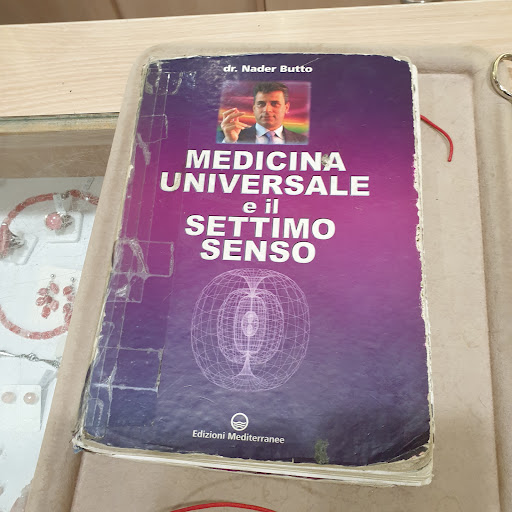 dr. Nader Butto
MEDICINA
UNIVERSALE
e il
SETTIMO
SENSO
Edizioni Mediterranee